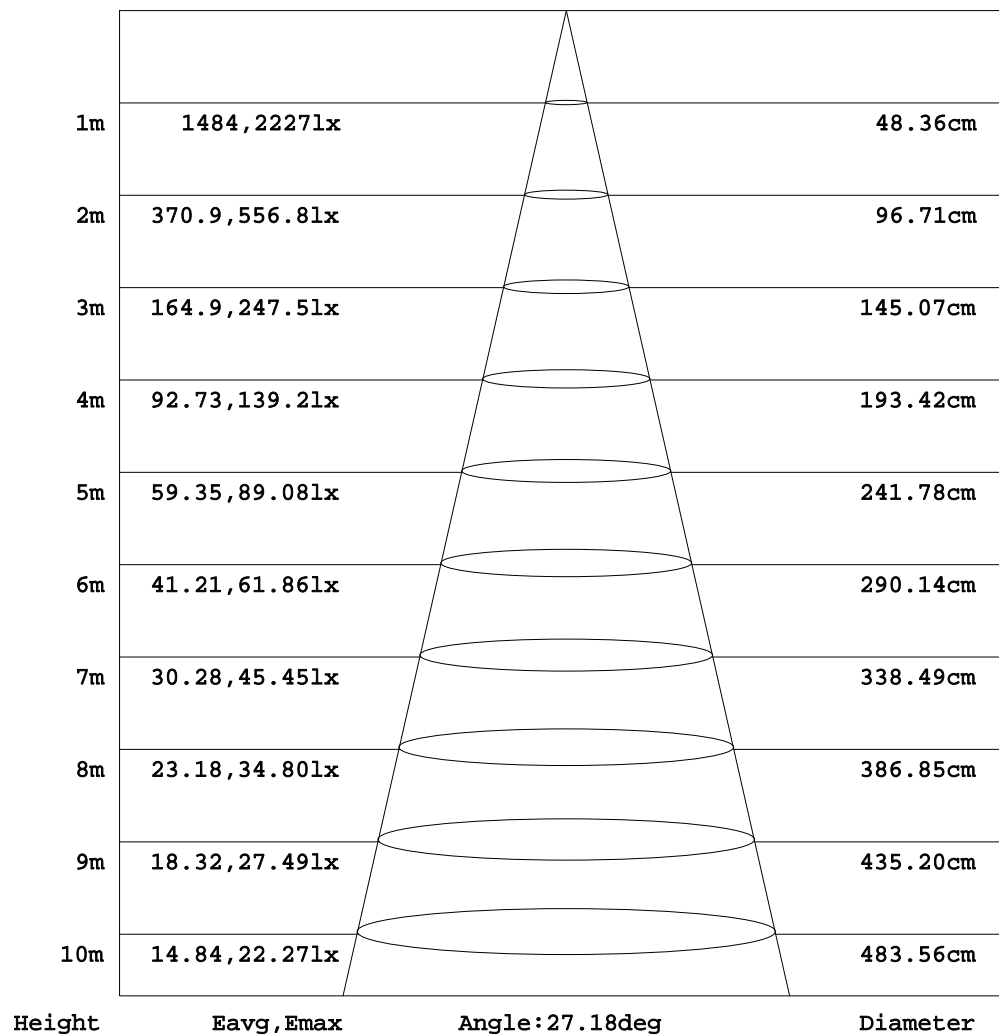 1m 1484,2227lx 48.36cm
2m 370.9,556.8lx 96.71cm
3m 164.9,247.5lx 145.07cm
4m 92.73,139.2lx 193.42cm
5m 59.35,89.08lx 241.78cm
6m 41.21,61.86lx 290.14cm
7m 30.28,45.45lx 338.49cm
8m 23.18,34.80lx 386.85cm
9m 18.32,27.49lx 435.20cm
10m 14.84,22.27lx 483.56cm
Height Eavg,Emax Angle:27.18deg Diameter